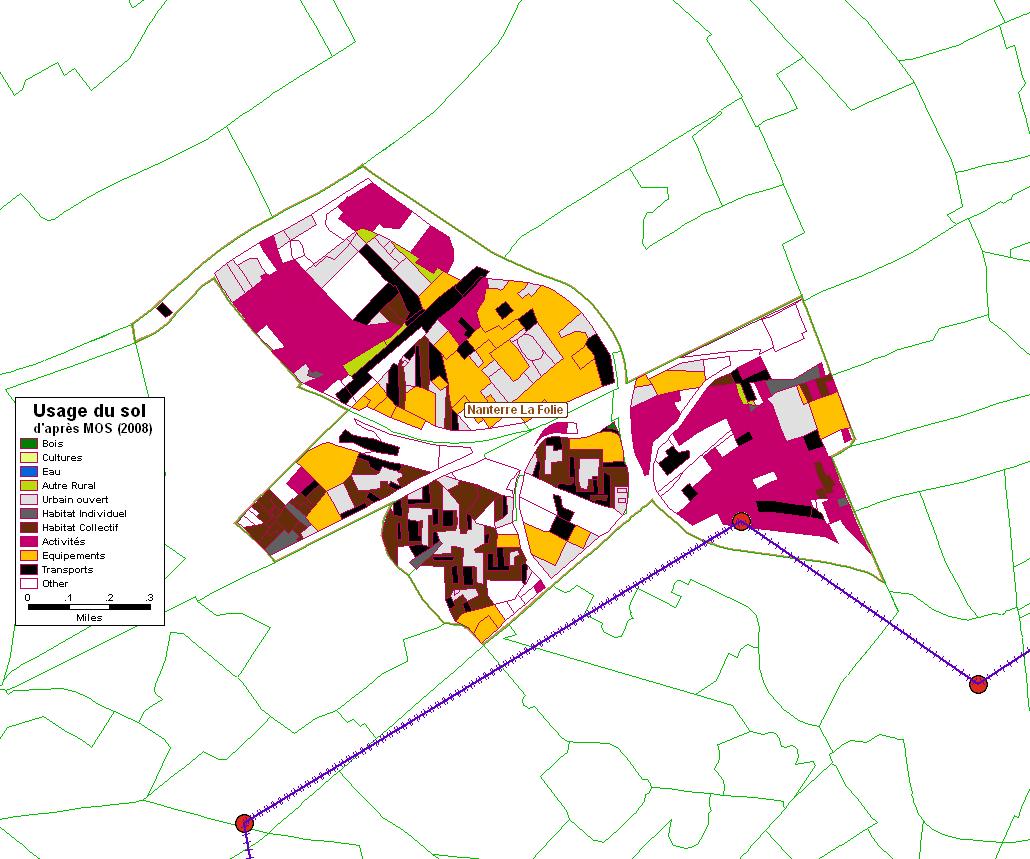 Nanterre La Folie
Usage du sol
d'après MOS (2008)
Bois
Cultures
Eau
Autre Rural
Urbain ouvert
Habitat Individuel
Habitat Collectif
Activités
Equipements
Transports
Other
0 .1 .2 .3
Miles